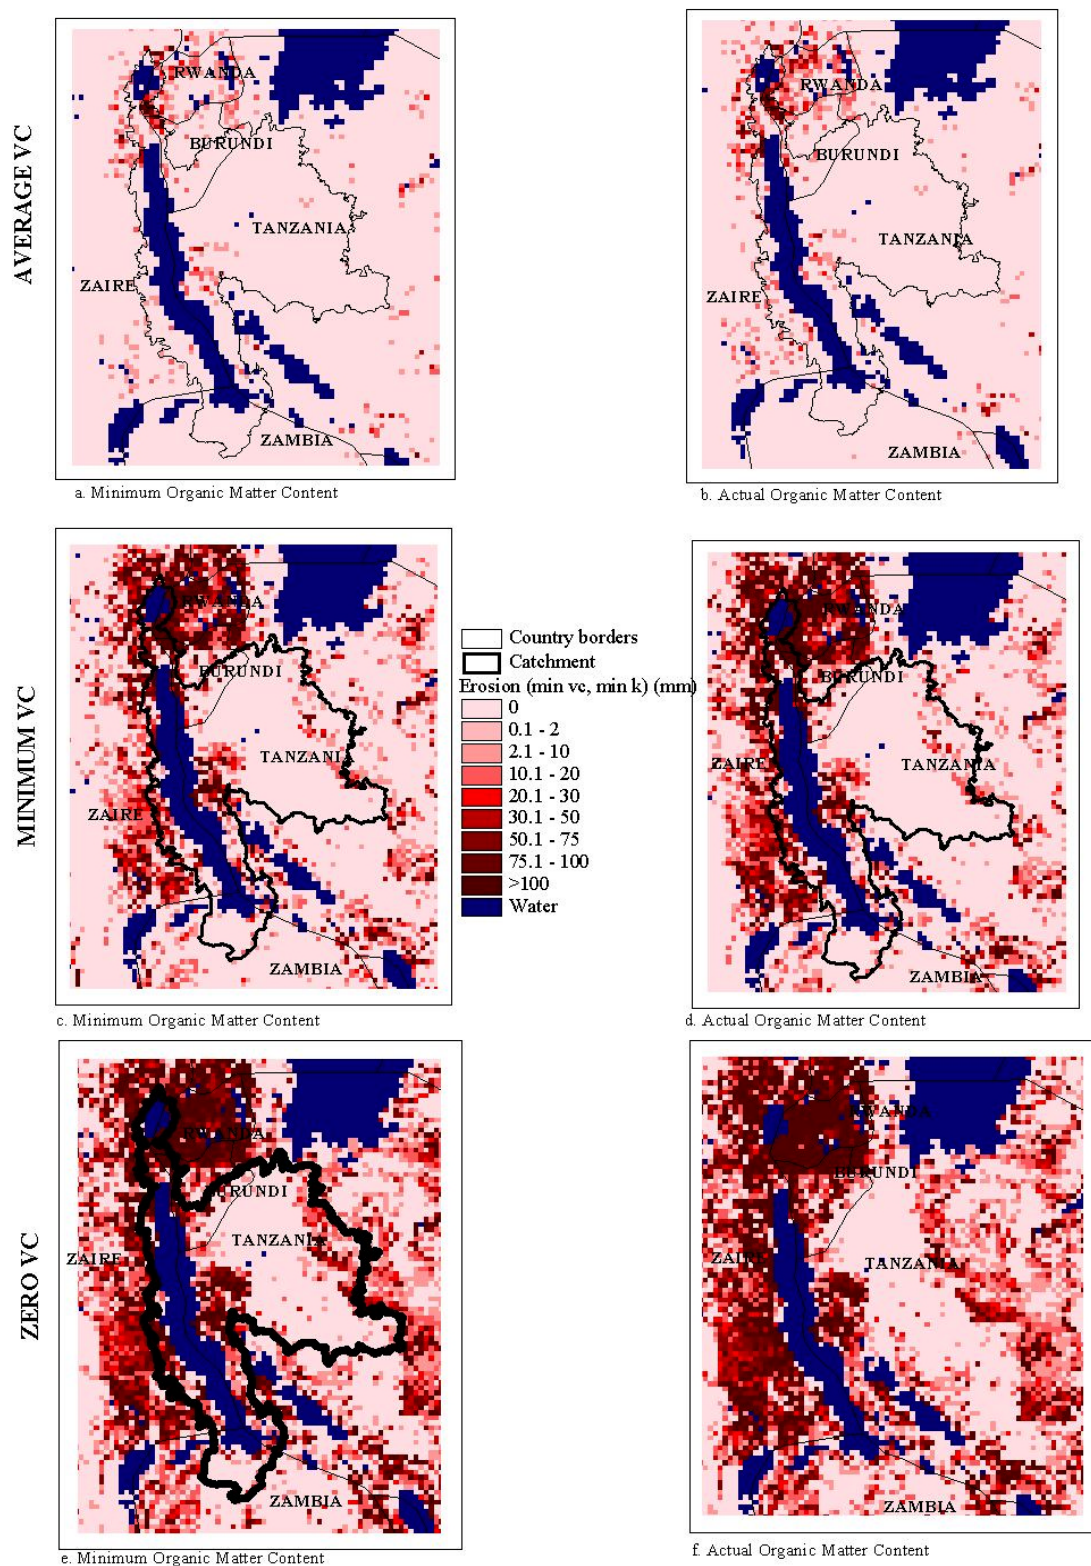 AVERAGE VC
RWANDA
BURUNDI
TANZANIA
ZAIRE
ZAMBIA
a. Minimum Organic Matter Content
RWANDA
BURUNDI
TANZANIA
ZAIRE
ZAMBIA
b. Actual Organic Matter Content
MINIMUM VC
RWANDA
BURUNDI
TANZANIA
ZAIRE
ZAMBIA
c. Minimum Organic Matter Content
Country borders
Catchment
Erosion (min vc, min k) (mm)
0
0.1 - 2
2.1 - 10
10.1 - 20
20.1 - 30
30.1 - 50
50.1 - 75
75.1 - 100
>100
Water
RWANDA
BURUNDI
TANZANIA
ZAIRE
ZAMBIA
d. Actual Organic Matter Content
ZERO VC
RWANDA
BURUNDI
TANZANIA
ZAIRE
ZAMBIA
e. Minimum Organic Matter Content
RWANDA
BURUNDI
TANZANIA
ZAIRE
ZAMBIA
f. Actual Organic Matter Content